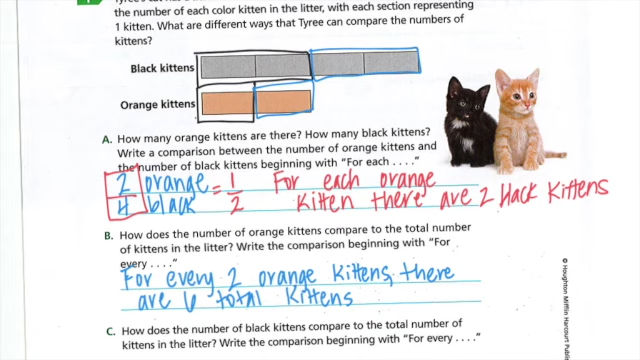 the number of each color kitten in the litter, with each section representing
1 kitten. What are different ways that Tyree can compare the numbers of
kittens?
Black kittens
Orange kittens
A. How many orange kittens are there? How many black kittens?
Write a comparison between the number of orange kittens and
the number of black kittens beginning with “For each . . . .”
2 orange = 1 For each orange
4 black 2 kitten there are 2 black kittens
B. How does the number of orange kittens compare to the total number
of kittens in the litter? Write the comparison beginning with “For
every . . . .”
For every 2 orange kittens, there
are 6 total kittens
C. How does the number of black kittens compare to the total number of
kittens in the litter? Write the comparison beginning with “For every . . . .”
© Houghton Mifflin Harcourt